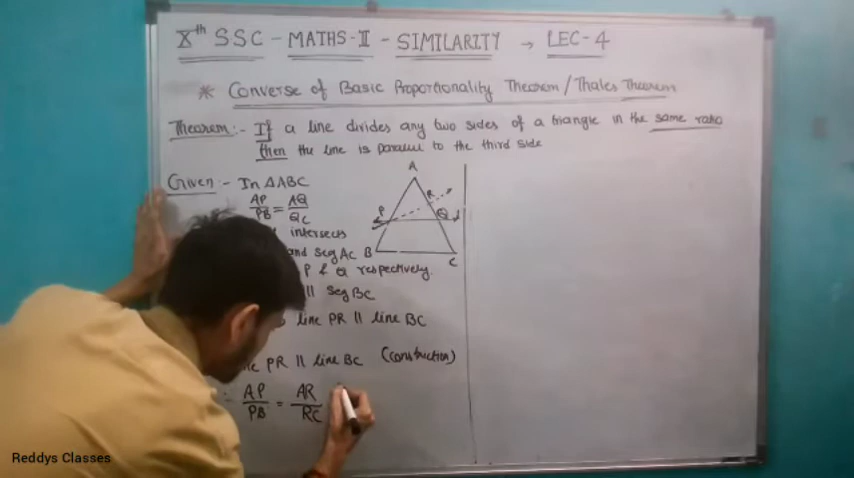 Xth SSC - MATHS-II - SIMILARITY → LEC-4
* Converse of Basic Proportionality Theorem / Thales Theorem
Theorem:- If a line divides any two sides of a triangle in the same ratio
then the line is parallel to the third side
Given:- In ΔABC
AP/PB = AQ/QC
intersects
and seg AC
P & Q respectively.
|| seg BC
line PR || line BC
PR || line BC (construction)
AP/PB = AR/RC
A
R
P
Q
l
B
C
Reddys Classes